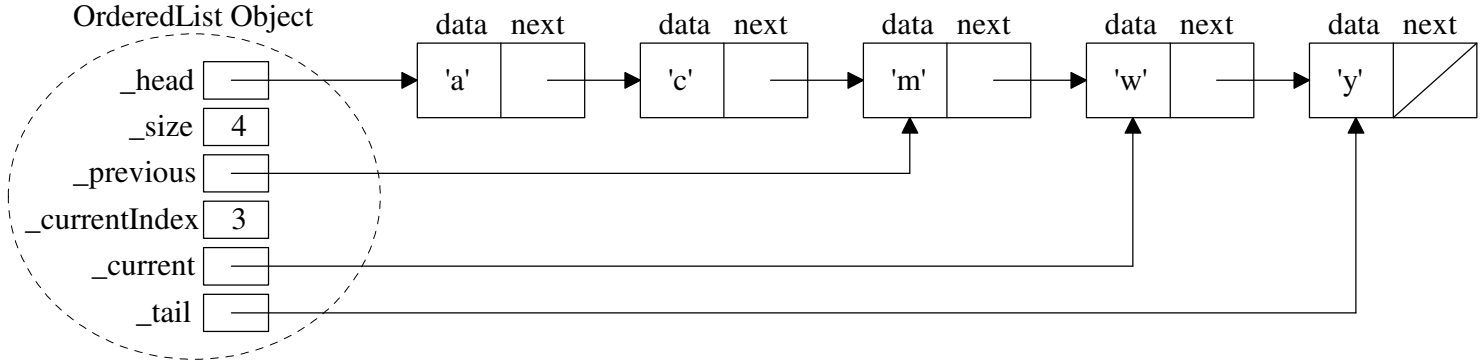 OrderedList Object
data next data next data next data next data next
_head 'a' 'c' 'm' 'w' 'y'
_size 4
_previous
_currentIndex 3
_current
_tail